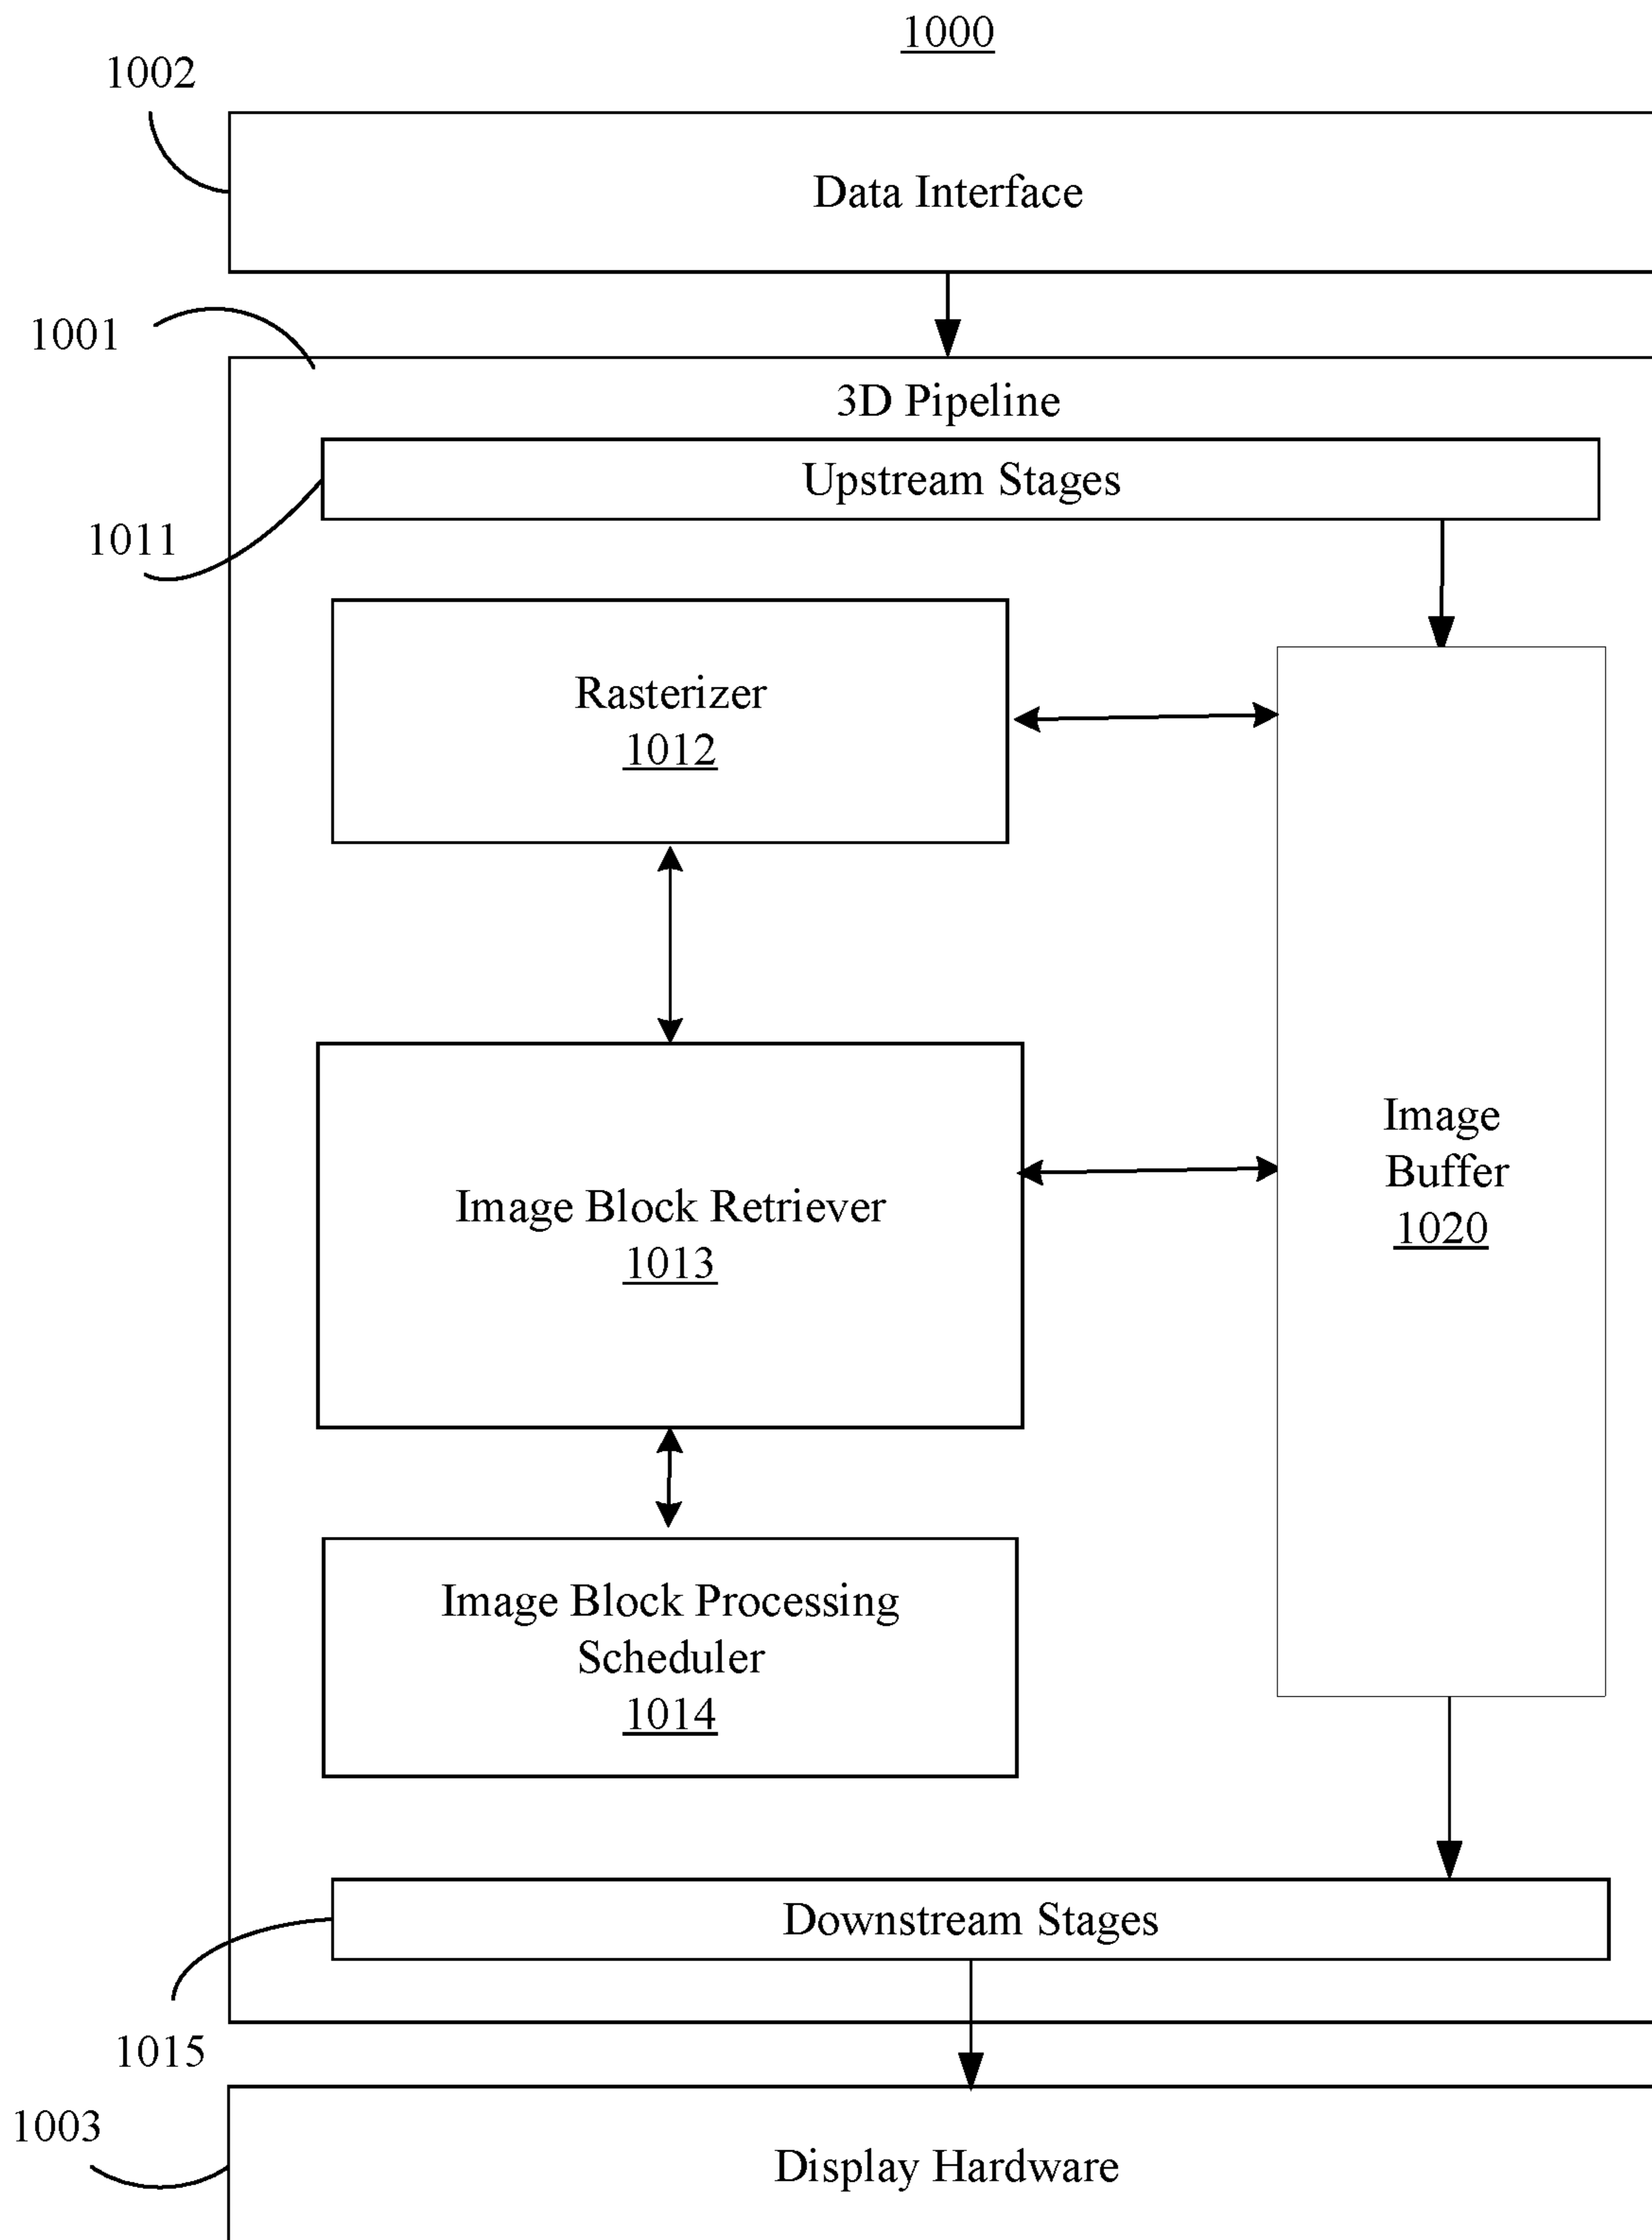 1000
1002
Data Interface
1001
3D Pipeline
Upstream Stages
1011
Rasterizer
1012
Image Block Retriever
1013
Image
Buffer
1020
Image Block Processing
Scheduler
1014
Downstream Stages
1015
1003
Display Hardware